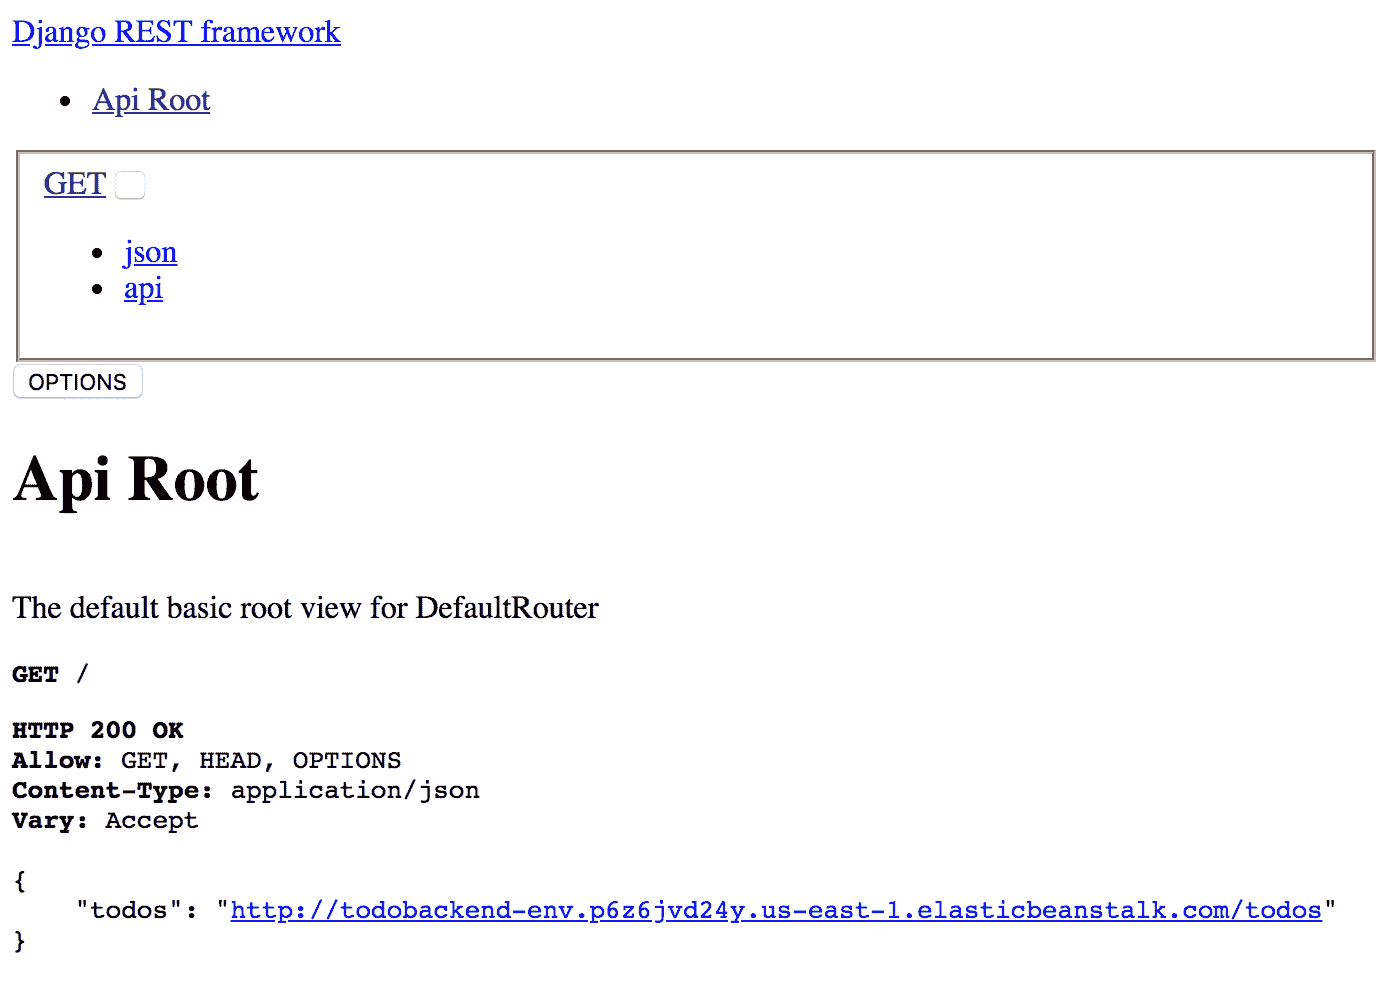 Django REST framework
Api Root
GET
json
api
OPTIONS
Api Root
The default basic root view for DefaultRouter
GET /
HTTP 200 OK
Allow: GET, HEAD, OPTIONS
Content-Type: application/json
Vary: Accept
{
    "todos": "http://todobackend-env.p6z6jvd24y.us-east-1.elasticbeanstalk.com/todos"
}